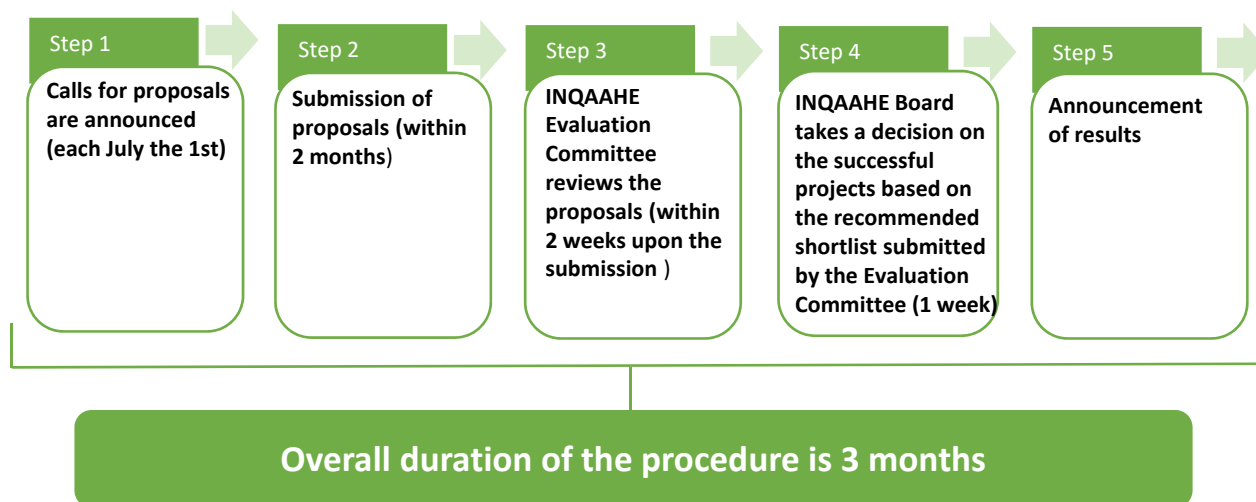 Step 1
Calls for proposals
are announced
(each July the 1st)
Step 2
Submission of
proposals (within
2 months)
Step 3
INQAAHE
Evaluation
Committee
reviews the
proposals (within
2 weeks upon the
submission )
Step 4
INQAAHE Board
takes a decision on
the successful
projects based on
the recommended
shortlist submitted
by the Evaluation
Committee (1 week)
Step 5
Announcement
of results
Overall duration of the procedure is 3 months